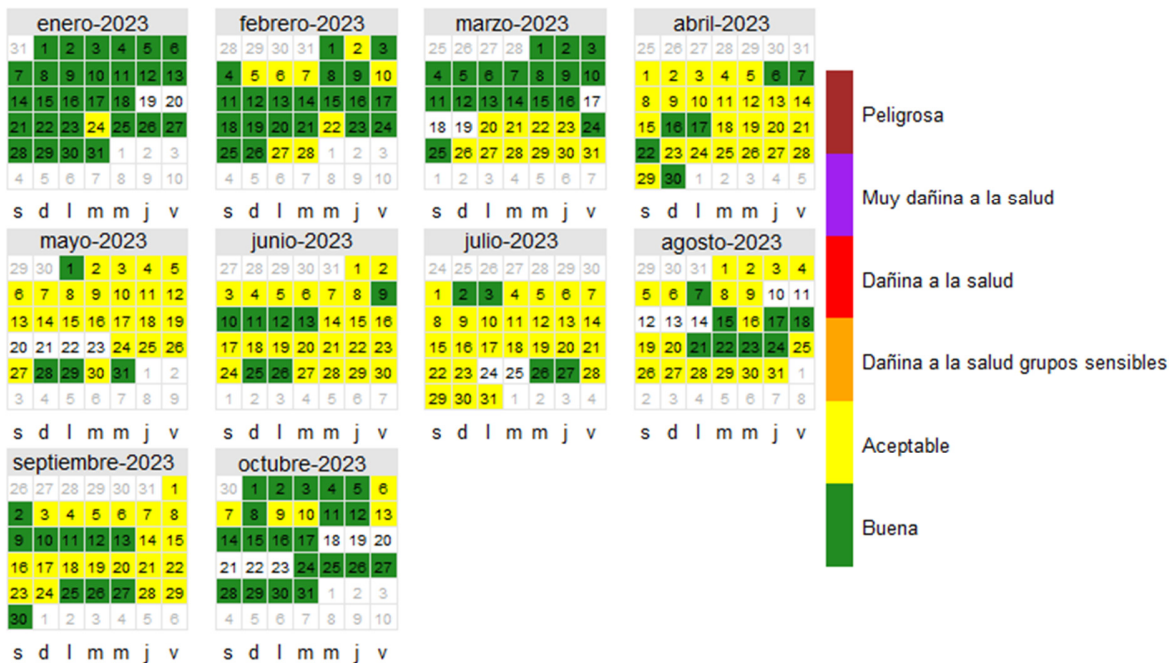 enero-2023
31 1 2 3 4 5 6
7 8 9 10 11 12 13
14 15 16 17 18 19 20
21 22 23 24 25 26 27
28 29 30 31 1 2 3
4 5 6 7 8 9 10
s d l m m j v
febrero-2023
28 29 30 31 1 2 3
4 5 6 7 8 9 10
11 12 13 14 15 16 17
18 19 20 21 22 23 24
25 26 27 28 1 2 3
4 5 6 7 8 9 10
s d l m m j v
marzo-2023
25 26 27 28 1 2 3
4 5 6 7 8 9 10
11 12 13 14 15 16 17
18 19 20 21 22 23 24
25 26 27 28 29 30 31
1 2 3 4 5 6 7
s d l m m j v
abril-2023
25 26 27 28 29 30 31
1 2 3 4 5 6 7
8 9 10 11 12 13 14
15 16 17 18 19 20 21
22 23 24 25 26 27 28
29 30 1 2 3 4 5
s d l m m j v
mayo-2023
29 30 1 2 3 4 5
6 7 8 9 10 11 12
13 14 15 16 17 18 19
20 21 22 23 24 25 26
27 28 29 30 31 1 2
3 4 5 6 7 8 9
s d l m m j v
junio-2023
27 28 29 30 31 1 2
3 4 5 6 7 8 9
10 11 12 13 14 15 16
17 18 19 20 21 22 23
24 25 26 27 28 29 30
1 2 3 4 5 6 7
s d l m m j v
julio-2023
24 25 26 27 28 29 30
1 2 3 4 5 6 7
8 9 10 11 12 13 14
15 16 17 18 19 20 21
22 23 24 25 26 27 28
29 30 31 1 2 3 4
s d l m m j v
agosto-2023
29 30 31 1 2 3 4
5 6 7 8 9 10 11
12 13 14 15 16 17 18
19 20 21 22 23 24 25
26 27 28 29 30 31 1
2 3 4 5 6 7 8
s d l m m j v
septiembre-2023
26 27 28 29 30 31 1
2 3 4 5 6 7 8
9 10 11 12 13 14 15
16 17 18 19 20 21 22
23 24 25 26 27 28 29
30 1 2 3 4 5 6
s d l m m j v
octubre-2023
30 1 2 3 4 5 6
7 8 9 10 11 12 13
14 15 16 17 18 19 20
21 22 23 24 25 26 27
28 29 30 31 1 2 3
4 5 6 7 8 9 10
s d l m m j v
Peligrosa
Muy dañina a la salud
Dañina a la salud
Dañina a la salud grupos sensibles
Aceptable
Buena